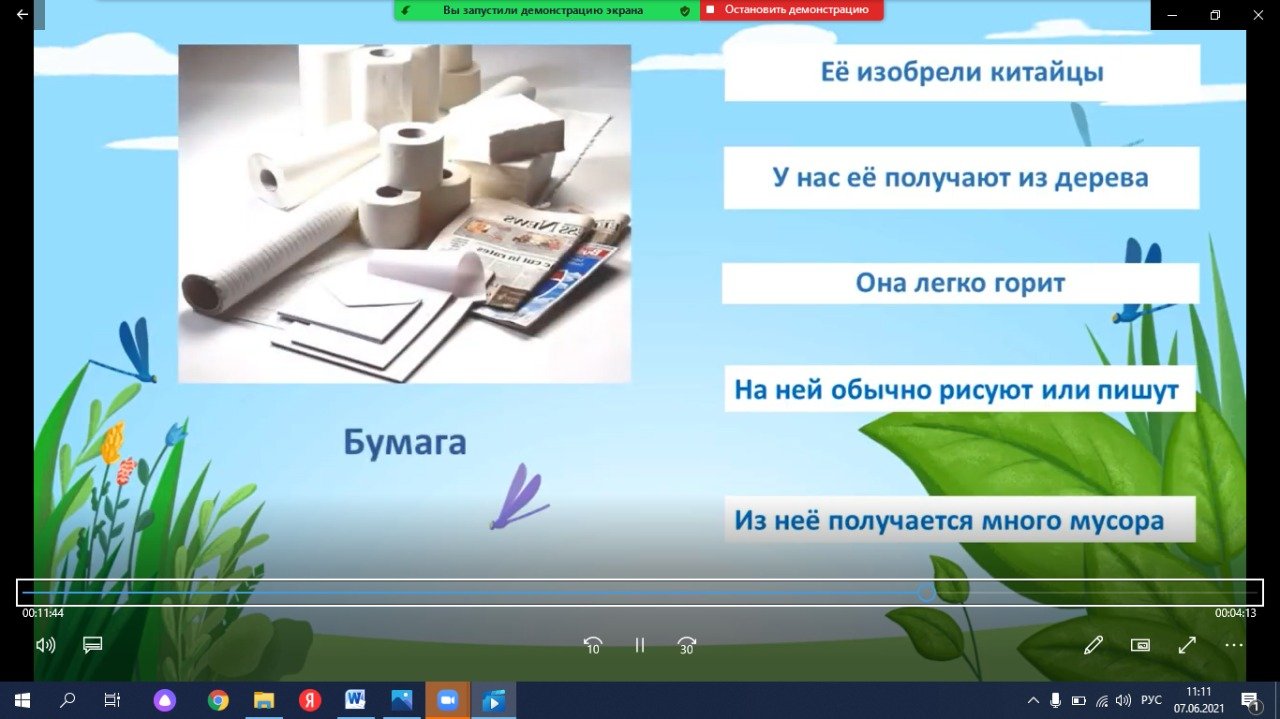 Вы запустили демонстрацию экрана
Остановить демонстрацию
Её изобрели китайцы
У нас её получают из дерева
Она легко горит
На ней обычно рисуют или пишут
Бумага
Из неё получается много мусора
00:11:44
00:04:13
10
30
РУС
11:11
07.06.2021
1